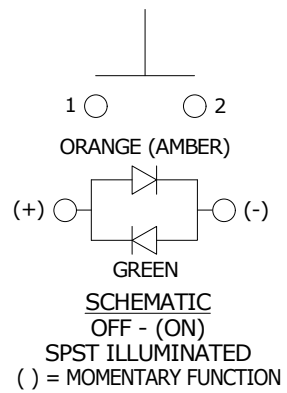 1 2
ORANGE (AMBER)
(+) (-)
GREEN
SCHEMATIC
OFF - (ON)
SPST ILLUMINATED
( ) = MOMENTARY FUNCTION